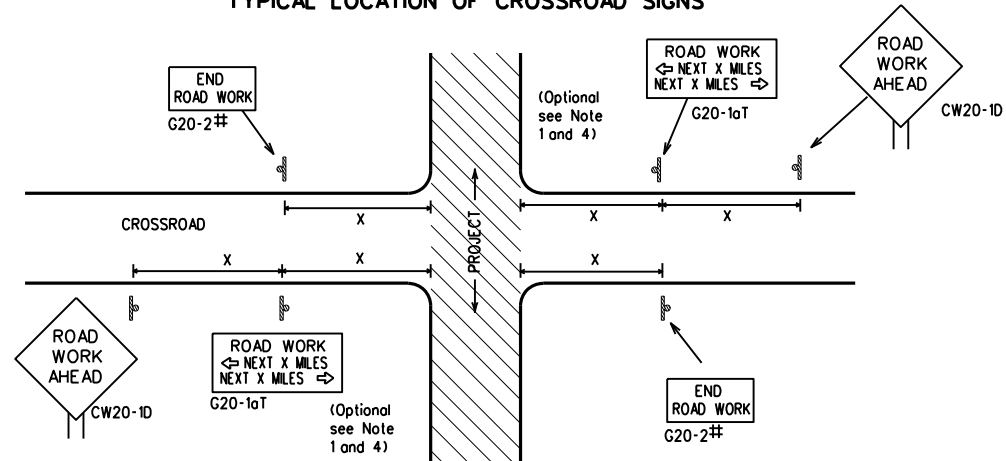 TYPICAL LOCATION OF CROSSROAD SIGNS
END
ROAD WORK
G20-2#
(Optional
see Note
1 and 4)
ROAD WORK
⇦ NEXT X MILES
NEXT X MILES ⇨
G20-1aT
ROAD
WORK
AHEAD
CW20-1D
X
X
X
CROSSROAD
PROJECT
X
X
X
ROAD
WORK
AHEAD
CW20-1D
ROAD WORK
⇦ NEXT X MILES
NEXT X MILES ⇨
G20-1aT
(Optional
see Note
1 and 4)
END
ROAD WORK
G20-2#